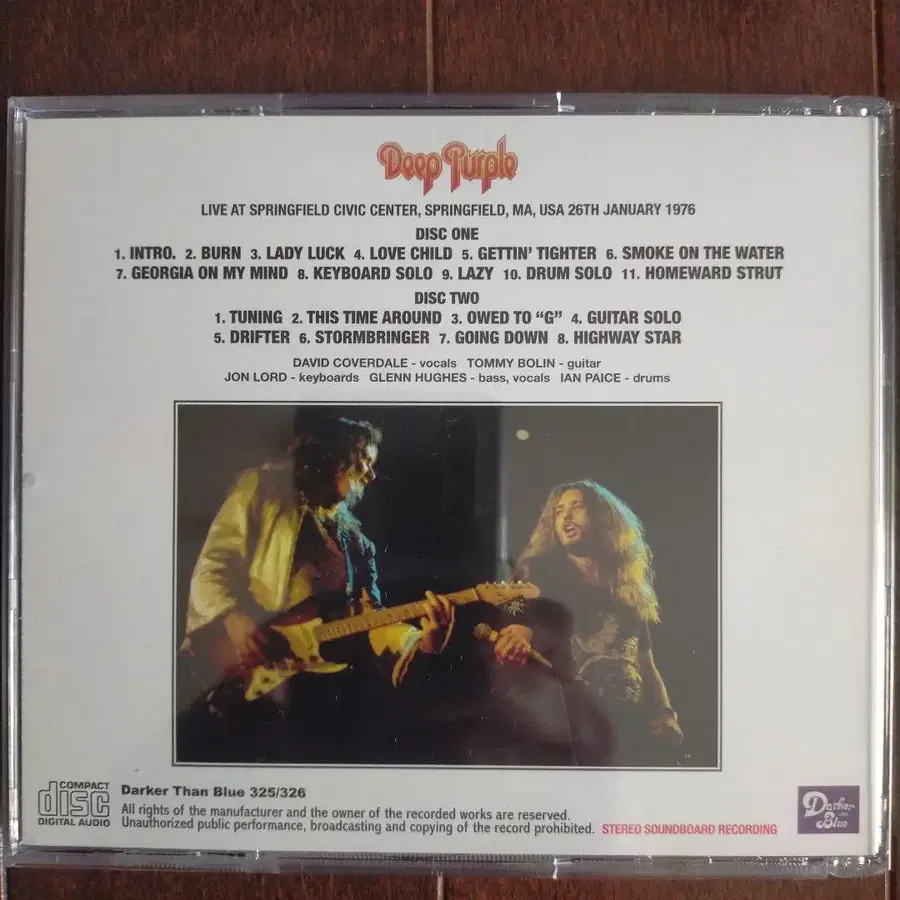 Deep Purple
LIVE AT SPRINGFIELD CIVIC CENTER, SPRINGFIELD, MA, USA 26TH JANUARY 1976
DISC ONE
1. INTRO. 2. BURN 3. LADY LUCK 4. LOVE CHILD 5. GETTIN' TIGHTER 6. SMOKE ON THE WATER
7. GEORGIA ON MY MIND 8. KEYBOARD SOLO 9. LAZY 10. DRUM SOLO 11. HOMEWARD STRUT
DISC TWO
1. TUNING 2. THIS TIME AROUND 3. OWED TO "G" 4. GUITAR SOLO
5. DRIFTER 6. STORMBRINGER 7. GOING DOWN 8. HIGHWAY STAR
DAVID COVERDALE - vocals TOMMY BOLIN - guitar
JON LORD - keyboards GLENN HUGHES - bass, vocals IAN PAICE - drums
COMPACT
disc
DIGITAL AUDIO
Darker Than Blue 325/326
All rights of the manufacturer and the owner of the recorded works are reserved.
Unauthorized public performance, broadcasting and copying of the record prohibited. STEREO SOUNDBOARD RECORDING
Darker
Blue